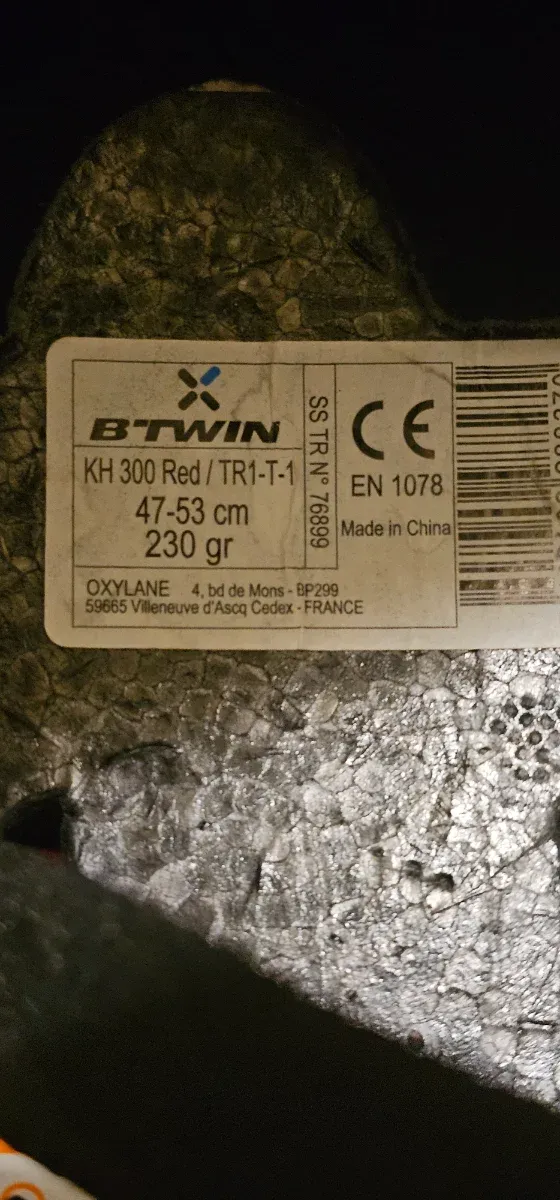 B'TWIN
KH 300 Red / TR1-T-1
47-53 cm
230 gr
SS TR N° 76899
CE
EN 1078
Made in China
OXYLANE 4, bd de Mons - BP299
59665 Villeneuve d'Ascq Cedex - FRANCE